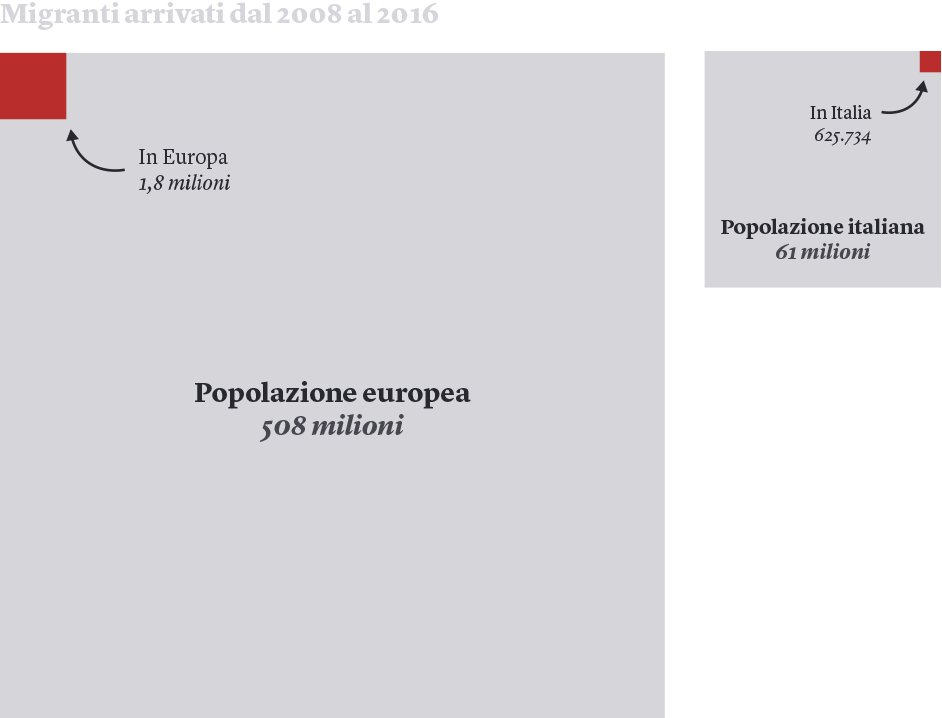 Migranti arrivati dal 2008 al 2016
In Europa
1,8 milioni
Popolazione europea
508 milioni
In Italia
625.734
Popolazione italiana
61 milioni